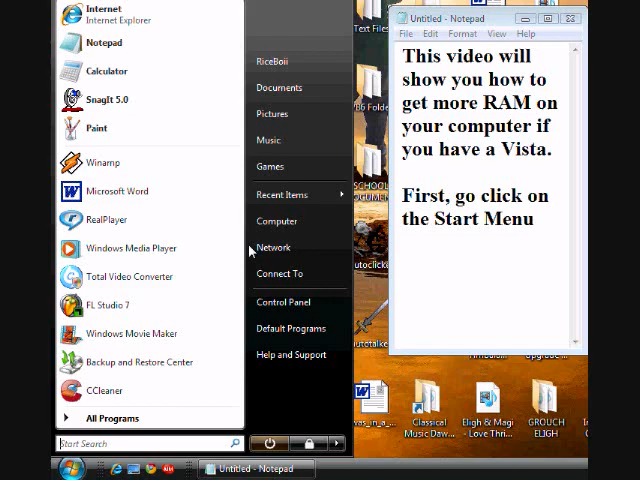 Internet
Internet Explorer
Notepad
Calculator
SnagIt 5.0
Paint
Winamp
Microsoft Word
RealPlayer
Windows Media Player
Total Video Converter
FL Studio 7
Windows Movie Maker
Backup and Restore Center
CCleaner
All Programs
Start Search
RiceBoii
Documents
Pictures
Music
Games
Recent Items
Computer
Network
Connect To
Control Panel
Default Programs
Help and Support
Text Files
Untitled - Notepad
File Edit Format View Help
This video will
show you how to
get more RAM on
your computer if
you have a Vista.
First, go click on
the Start Menu
Classical
Music Daw...
Eligh & Magi
- Love Thri...
GROUCH
ELIGH
Untitled - Notepad